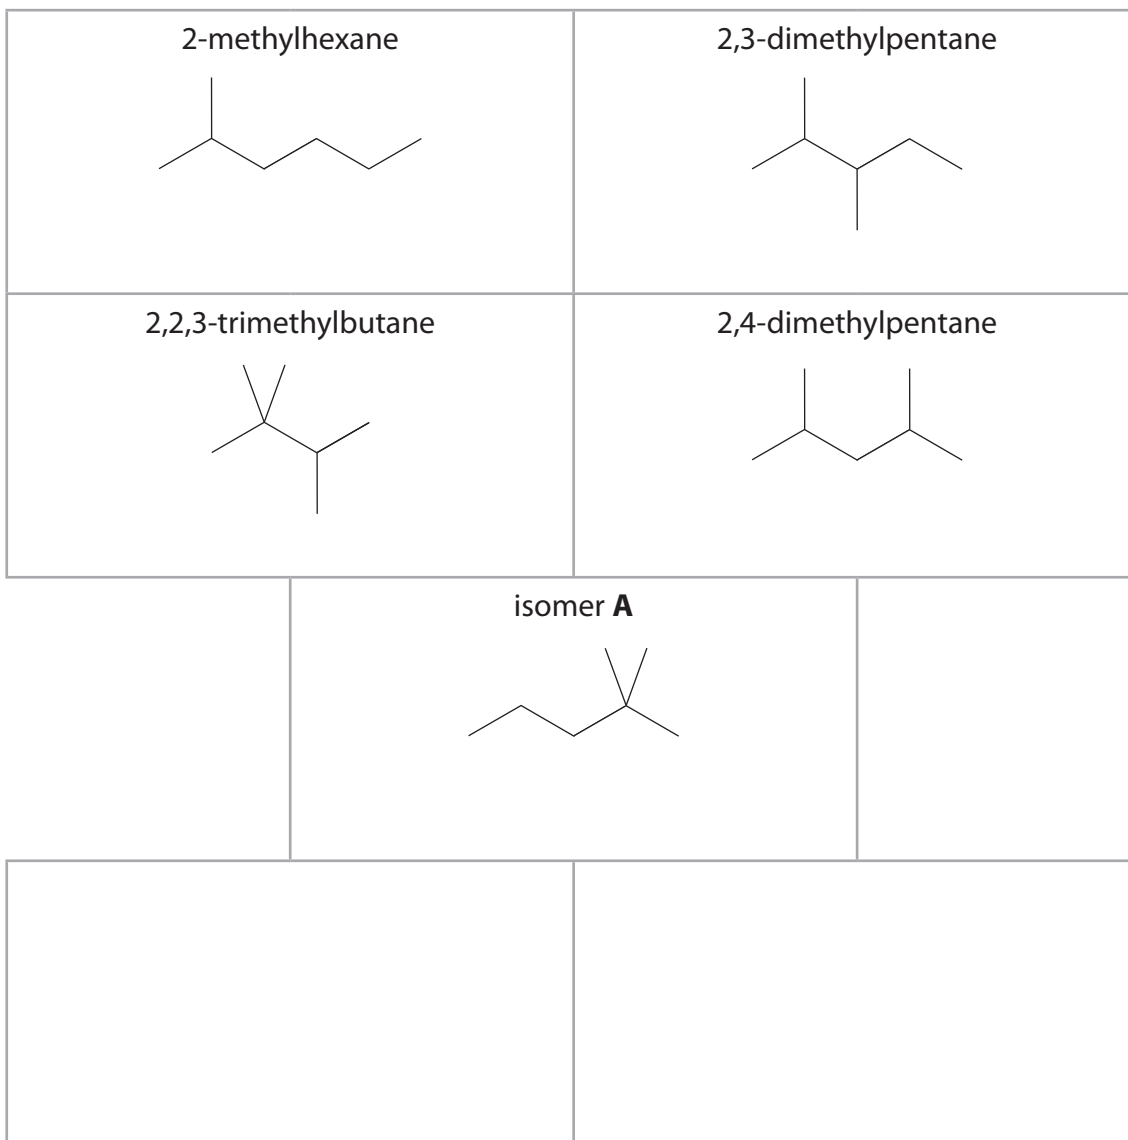 2-methylhexane
2,3-dimethylpentane
2,2,3-trimethylbutane
2,4-dimethylpentane
isomer A